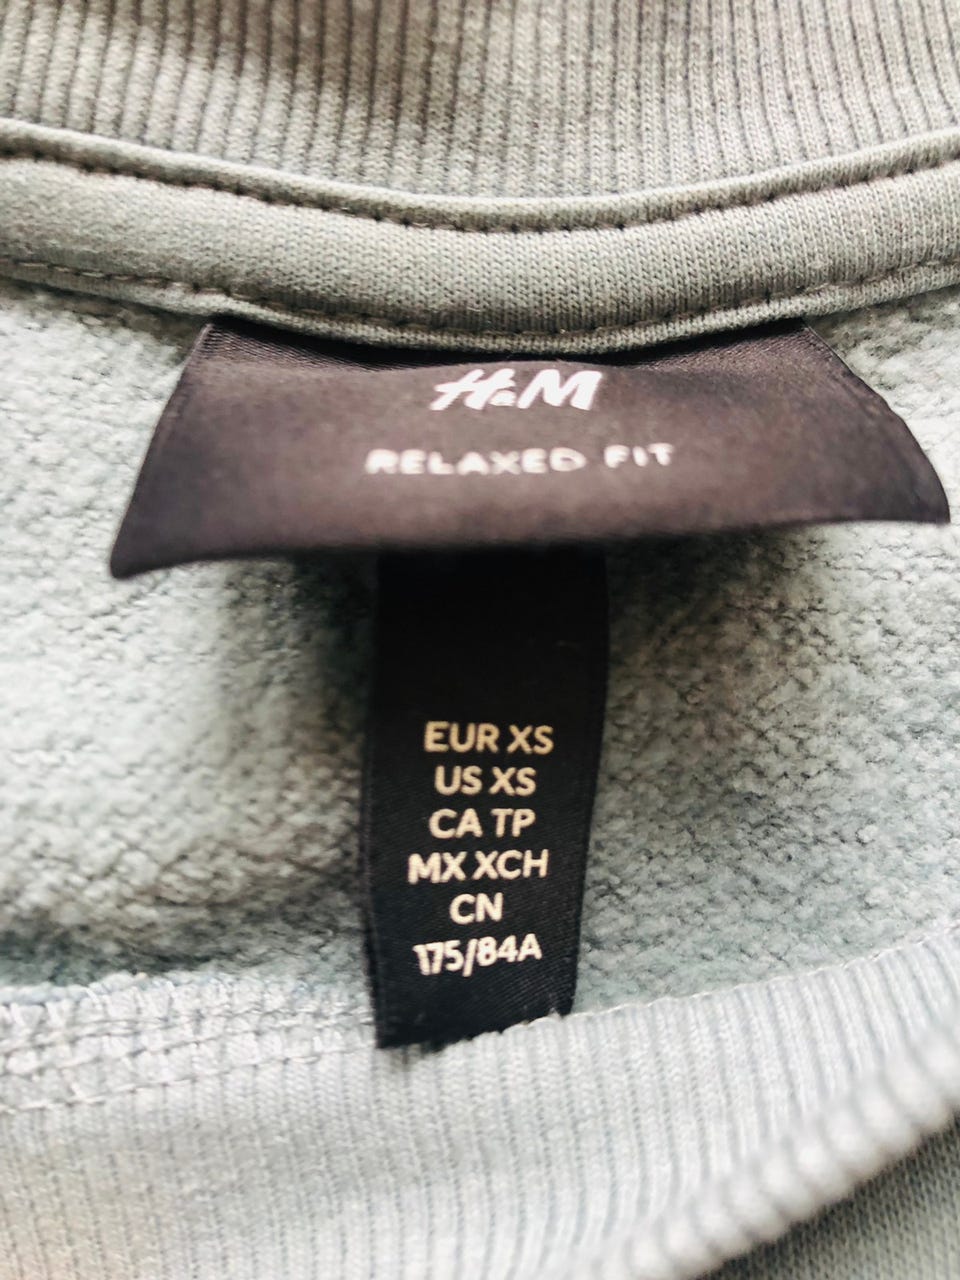 H&M
RELAXED FIT
EUR XS
US XS
CA TP
MX XCH
CN
175/84A